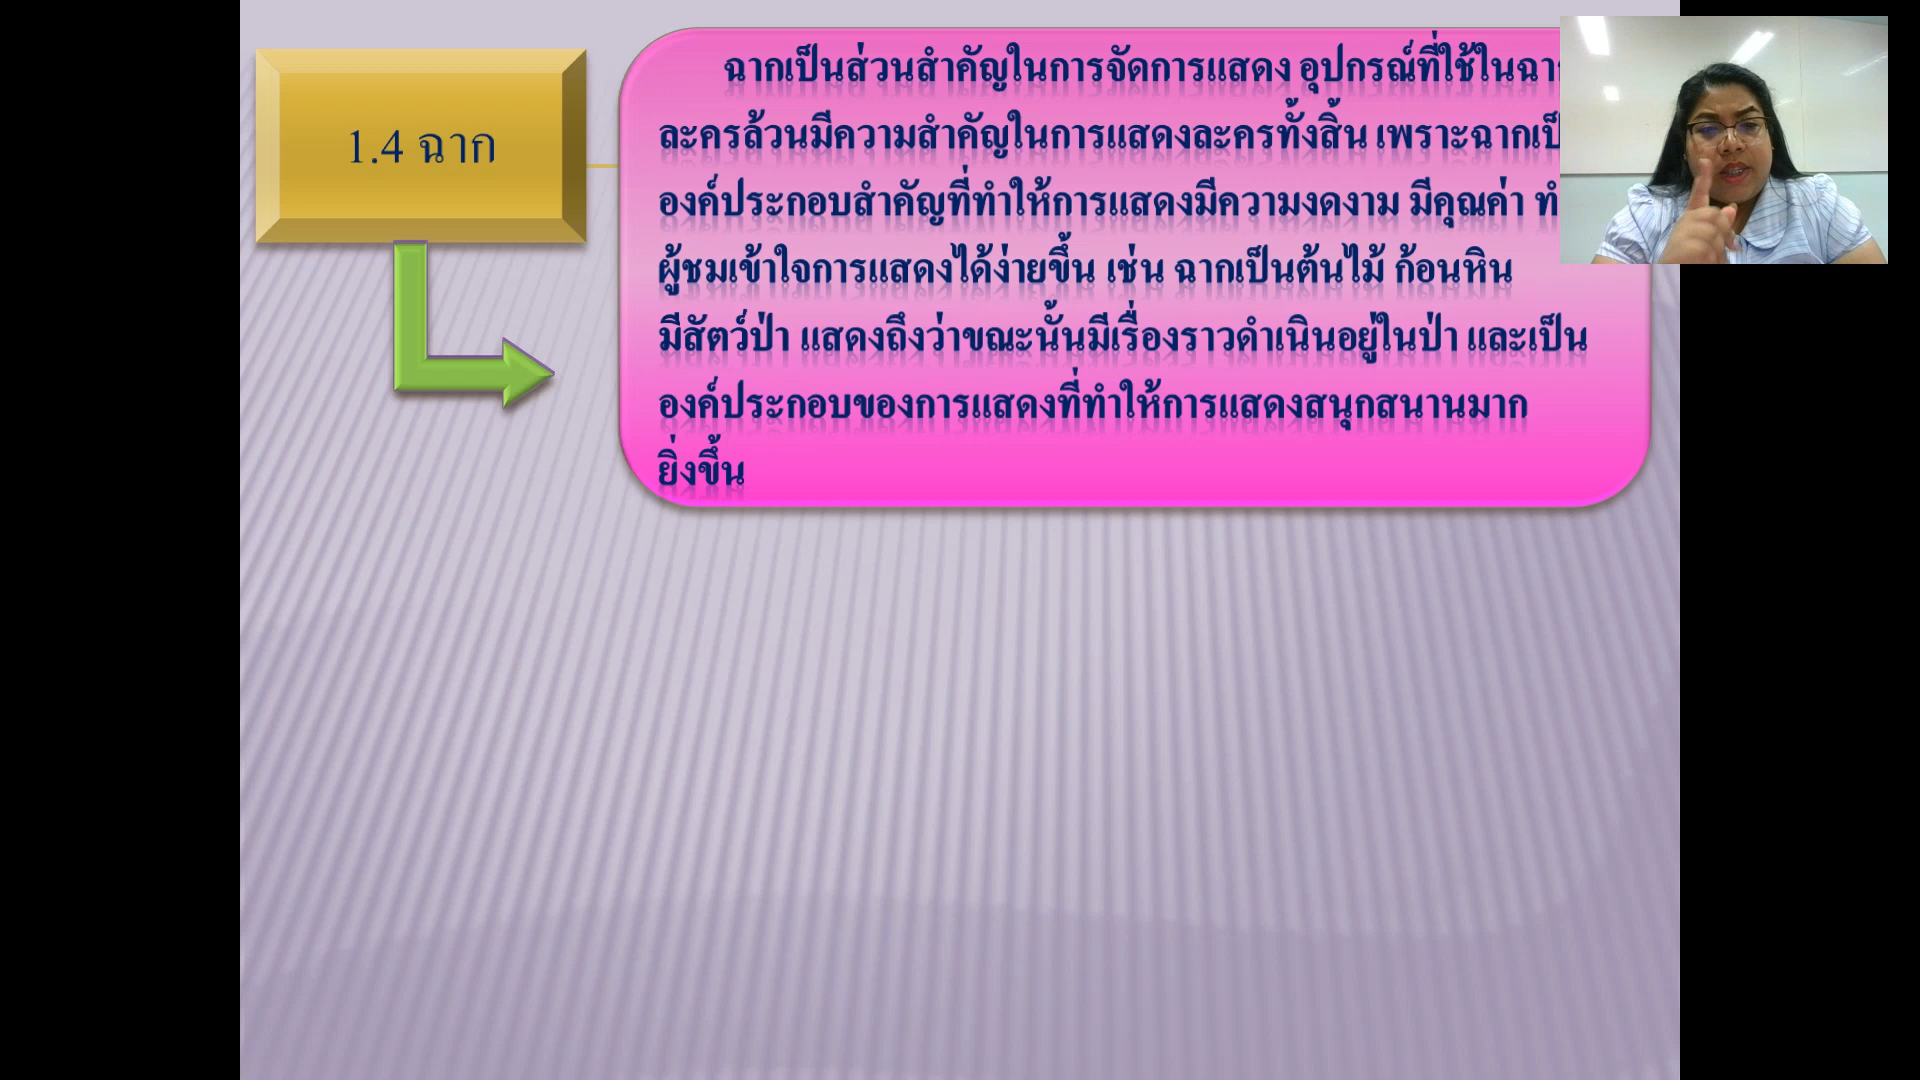 1.4 ฉาก
ฉากเป็นส่วนสำคัญในการจัดการแสดง อุปกรณ์ที่ใช้ใน
ละครล้วนมีความสำคัญในการแสดงละครทั้งสิ้น เพราะฉาก
องค์ประกอบสำคัญที่ทำให้การแสดงมีความงดงาม มีคุณค่า
ผู้ชมเข้าใจการแสดงได้ง่ายขึ้น เช่น ฉากเป็นต้นไม้ ก้อนหิน
มีสัตว์ป่า แสดงถึงว่าขณะนั้นมีเรื่องราวดำเนินอยู่ในป่า และเป็น
องค์ประกอบของการแสดงที่ทำให้การแสดงสนุกสนานมาก
ยิ่งขึ้น